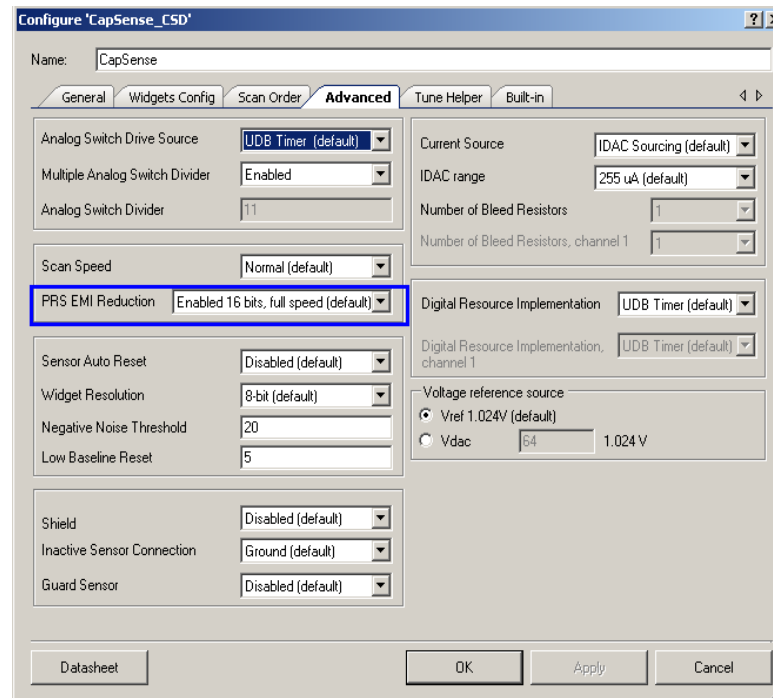 Configure 'CapSense_CSD'
Name: CapSense
General Widgets Config Scan Order Advanced Tune Helper Built-in
Analog Switch Drive Source UDB Timer (default)
Multiple Analog Switch Divider Enabled
Analog Switch Divider 11
Scan Speed Normal (default)
PRS EMI Reduction Enabled 16 bits, full speed (default)
Sensor Auto Reset Disabled (default)
Widget Resolution 8-bit (default)
Negative Noise Threshold 20
Low Baseline Reset 5
Shield Disabled (default)
Inactive Sensor Connection Ground (default)
Guard Sensor Disabled (default)
Current Source IDAC Sourcing (default)
IDAC range 255 uA (default)
Number of Bleed Resistors 1
Number of Bleed Resistors, channel 1 1
Digital Resource Implementation UDB Timer (default)
Digital Resource Implementation, channel 1 UDB Timer (default)
Voltage reference source
Vref 1.024V (default)
Vdac 64 1.024 V
Datasheet OK Apply Cancel